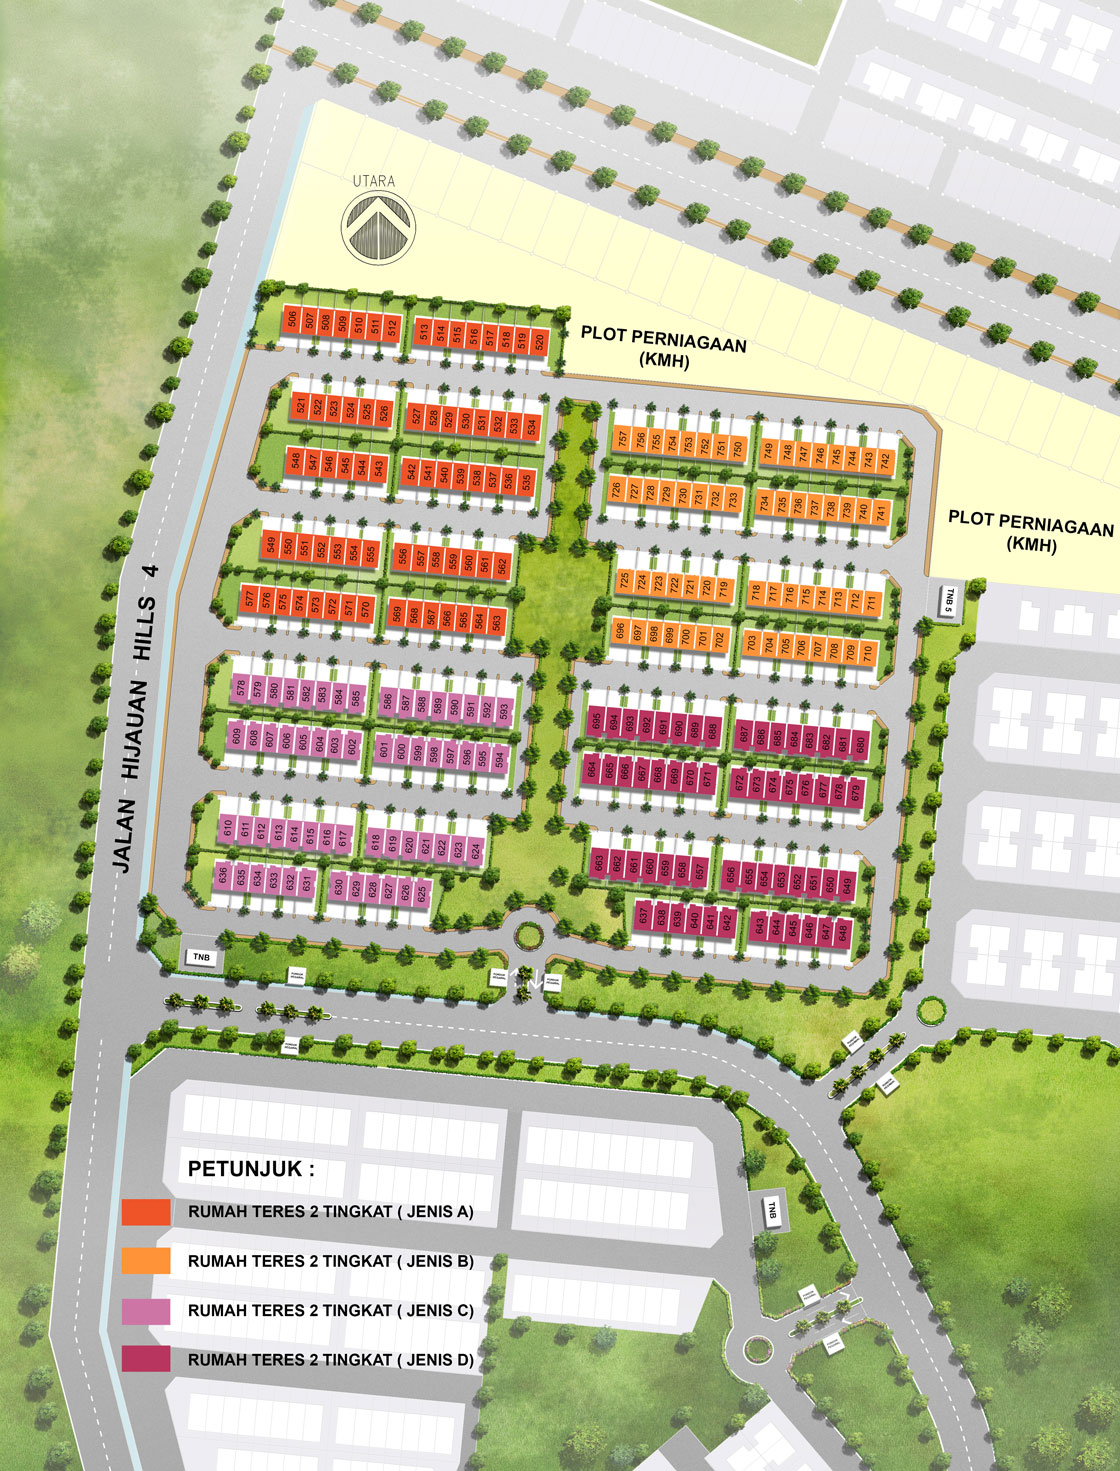 UTARA
PLOT PERNIAGAAN
(KMH)
506 507 508 509 510 511 512 513 514 515 516 517 518 519 520
521 522 523 524 525 526 527 528 529 530 531 532 533 534
757 756 755 754 753 752 751 750 749 748 747 746 745 744 743 742
548 547 546 545 544 543 542 541 540 539 538 537 536 535
726 727 728 729 730 731 732 733 734 735 736 737 738 739 740 741
PLOT PERNIAGAAN
(KMH)
549 550 551 552 553 554 555 556 557 558 559 560 561 562
725 724 723 722 721 720 719 718 717 716 715 714 713 712 711
TNB 5
577 576 575 574 573 572 571 570 569 568 567 566 565 564 563
696 697 698 699 700 701 702 703 704 705 706 707 708 709 710
JALAN HIJAUAN HILLS 4
578 579 580 581 582 583 584 585 586 587 588 589 590 591 592 593
695 694 693 692 691 690 689 688 687 686 685 684 683 682 681 680
609 608 607 606 605 604 603 602 601 600 599 598 597 596 595 594
664 665 666 667 668 669 670 671 672 673 674 675 676 677 678 679
610 611 612 613 614 615 616 617 618 619 620 621 622 623 624
663 662 661 660 659 658 657 656 655 654 653 652 651 650 649
636 635 634 633 632 631 630 629 628 627 626 625
637 638 639 640 641 642 643 644 645 646 647 648
TNB
TNB
PETUNJUK :
RUMAH TERES 2 TINGKAT ( JENIS A)
RUMAH TERES 2 TINGKAT ( JENIS B)
RUMAH TERES 2 TINGKAT ( JENIS C)
RUMAH TERES 2 TINGKAT ( JENIS D)